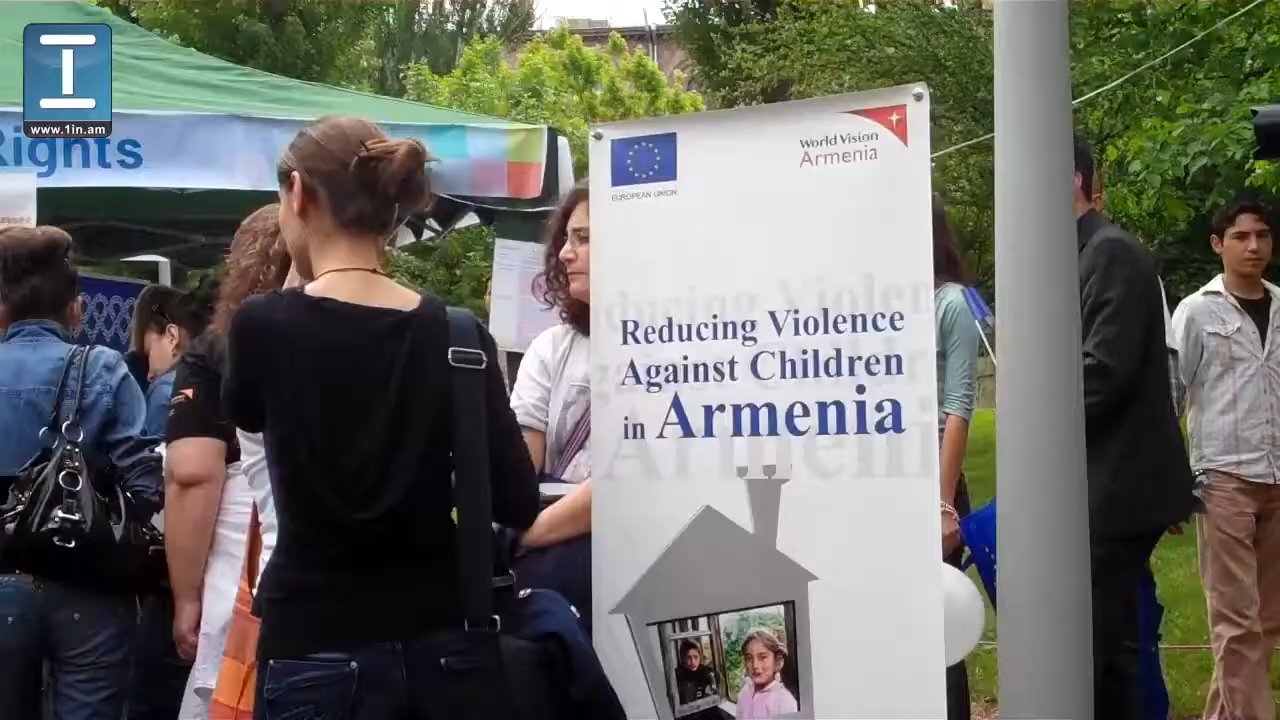 www.1in.am
Rights
EUROPEAN UNION
World Vision
Armenia
Reducing Violence
Against Children
in Armenia